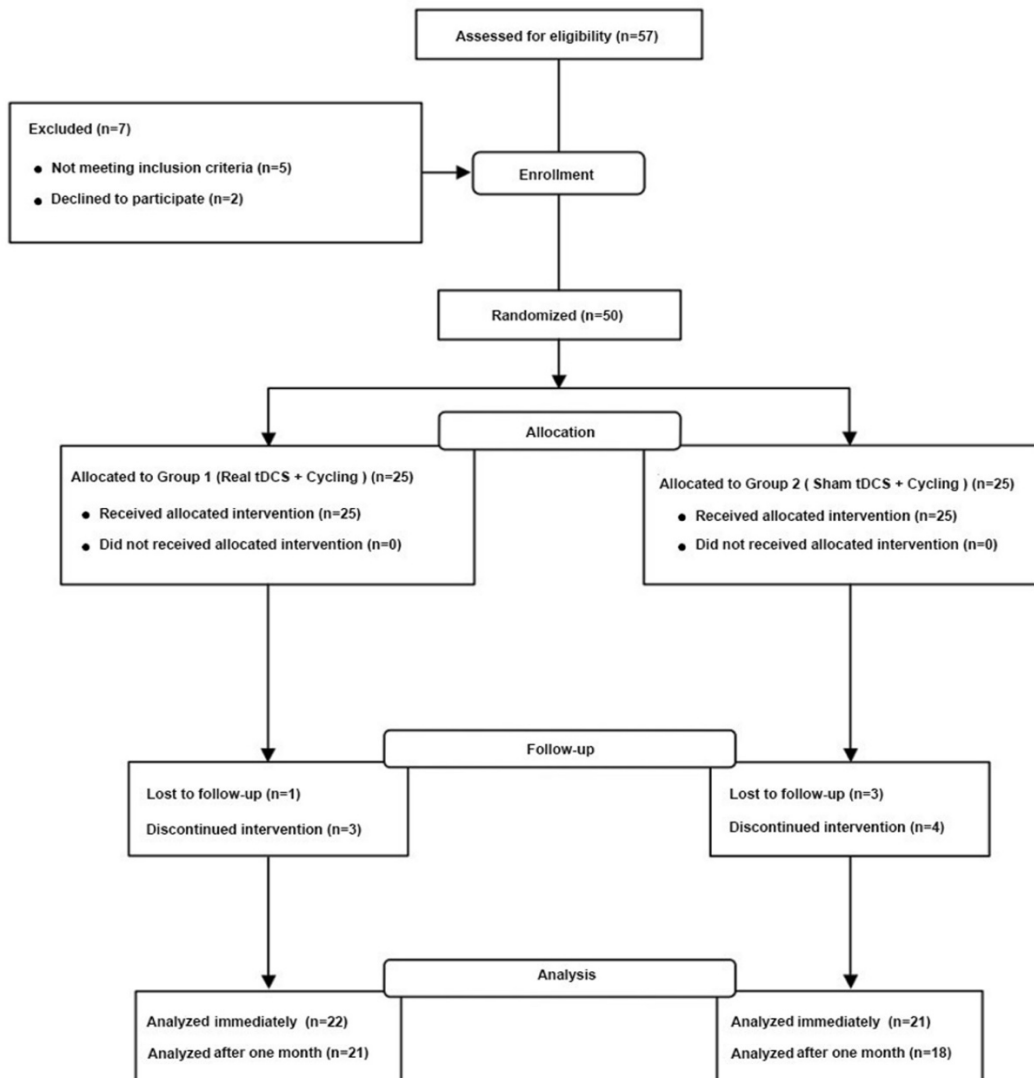 Assessed for eligibility (n=57)
Excluded (n=7)
● Not meeting inclusion criteria (n=5)
● Declined to participate (n=2)
Enrollment
Randomized (n=50)
Allocation
Allocated to Group 1 (Real tDCS + Cycling ) (n=25)
● Received allocated intervention (n=25)
● Did not received allocated intervention (n=0)
Allocated to Group 2 ( Sham tDCS + Cycling ) (n=25)
● Received allocated intervention (n=25)
● Did not received allocated intervention (n=0)
Follow-up
Lost to follow-up (n=1)
Discontinued intervention (n=3)
Lost to follow-up (n=3)
Discontinued intervention (n=4)
Analysis
Analyzed immediately (n=22)
Analyzed after one month (n=21)
Analyzed immediately (n=21)
Analyzed after one month (n=18)